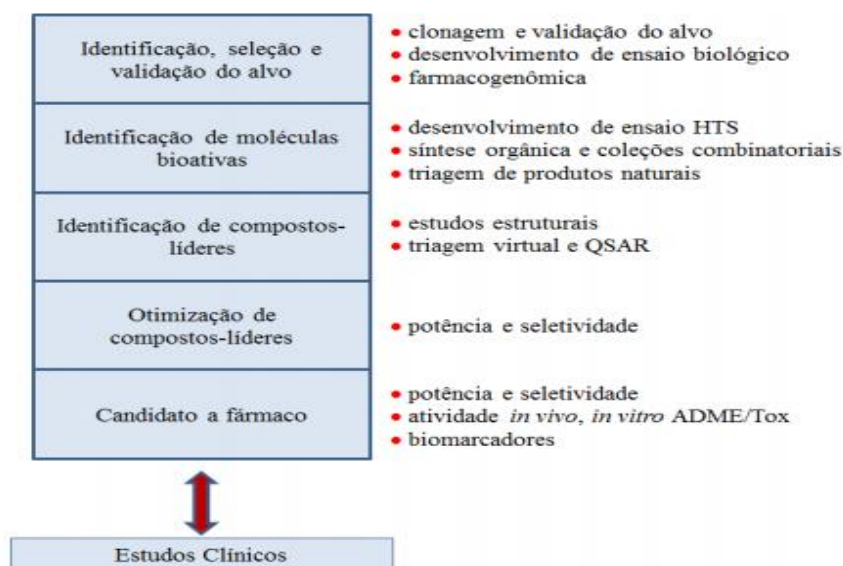 Identificação, seleção e
validação do alvo
• clonagem e validação do alvo
• desenvolvimento de ensaio biológico
• farmacogenômica
Identificação de moléculas
bioativas
• desenvolvimento de ensaio HTS
• síntese orgânica e coleções combinatoriais
• triagem de produtos naturais
Identificação de compostos-
líderes
• estudos estruturais
• triagem virtual e QSAR
Otimização de
compostos-líderes
• potência e seletividade
Candidato a fármaco
• potência e seletividade
• atividade in vivo, in vitro ADME/Tox
• biomarcadores
Estudos Clínicos